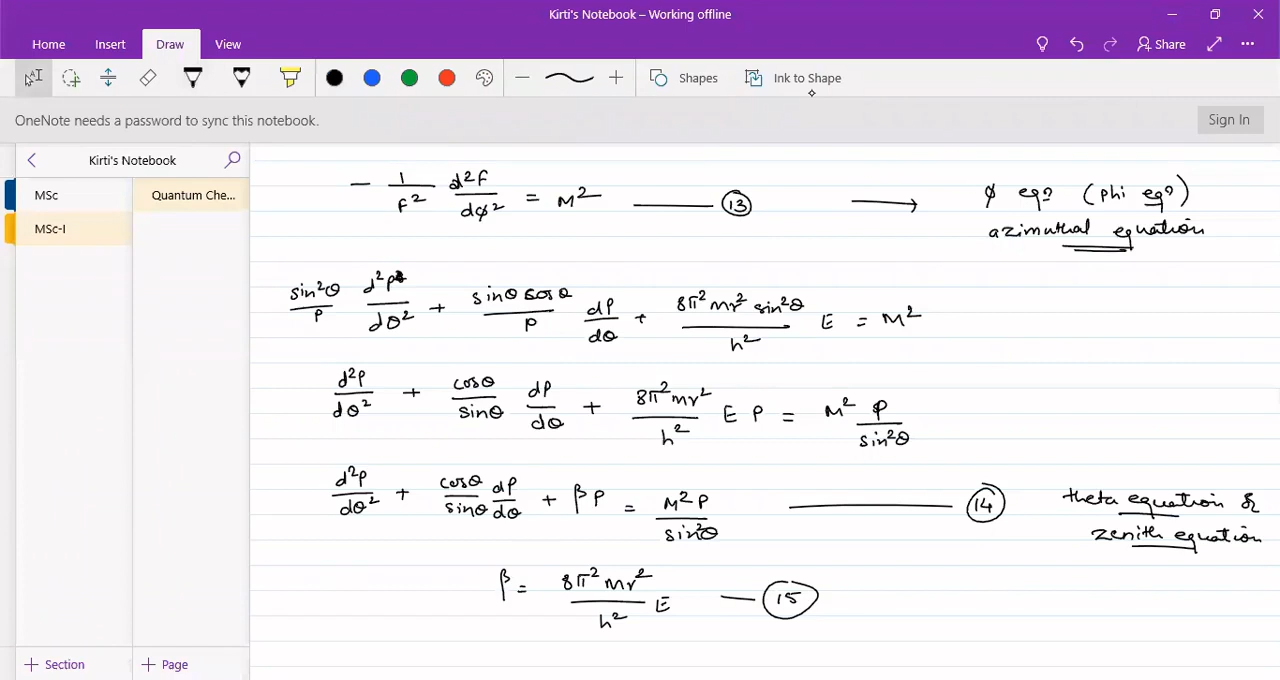 Kirti's Notebook – Working offline
Home Insert Draw View Share
Shapes Ink to Shape
OneNote needs a password to sync this notebook. Sign In
Kirti's Notebook
MSc Quantum Che...
MSc-I
− 1/F² d²F/dφ² = M² —— (13) → φ eqⁿ (phi eqⁿ)
azimuthal equation
sin²θ/P d²P/dθ² + sinθ cosθ/P dP/dθ + 8π²mr² sin²θ/h² E = M²
d²P/dθ² + cosθ/sinθ dP/dθ + 8π²mr²/h² E P = M² P/sin²θ
d²P/dθ² + cosθ/sinθ dP/dθ + βP = M²P/sin²θ —— (14) theta equation &
zenith equation
β = 8π²mr²/h² E — (15)
+ Section + Page